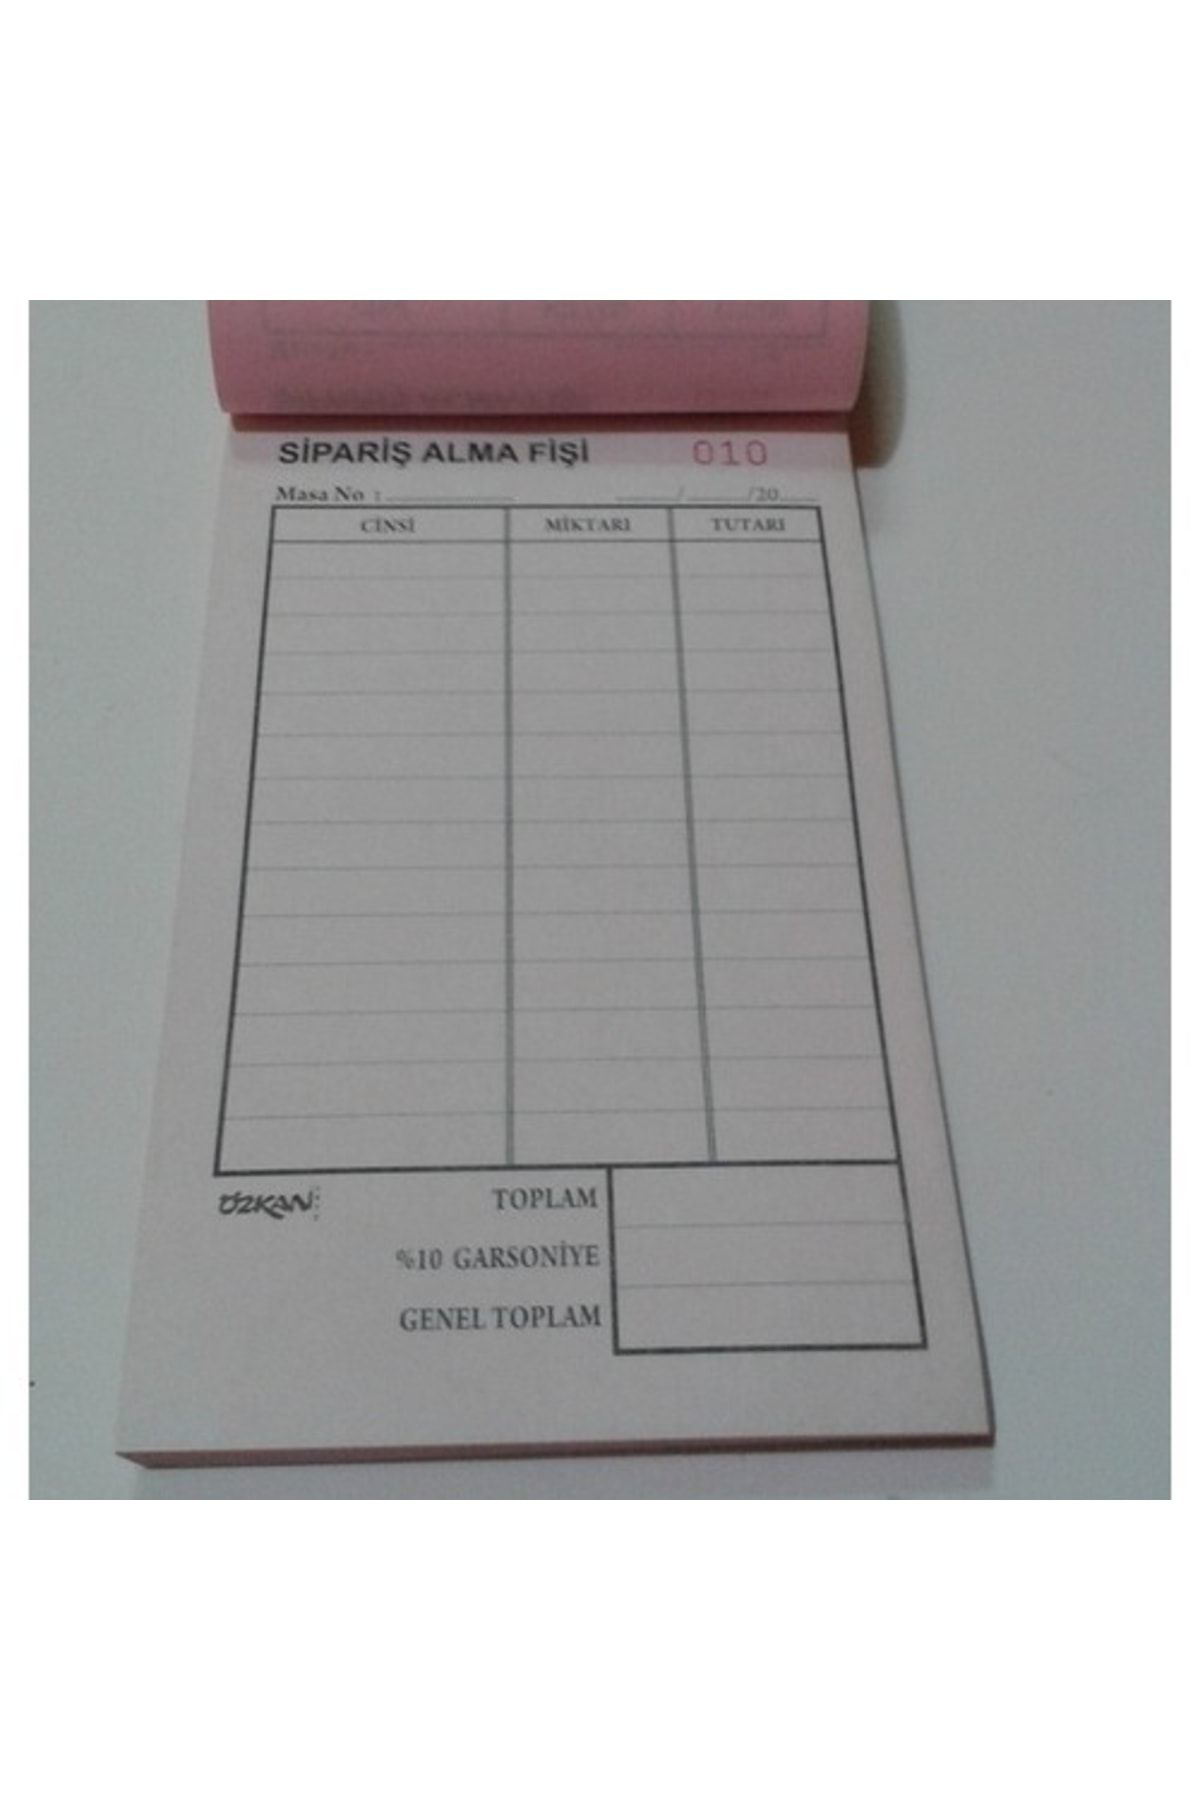 SİPARİŞ ALMA FİŞİ 010
Masa No : ........ ....../....../20.....
CİNSİ MİKTARI TUTARI
ÖZKAN TOPLAM
%10 GARSONİYE
GENEL TOPLAM